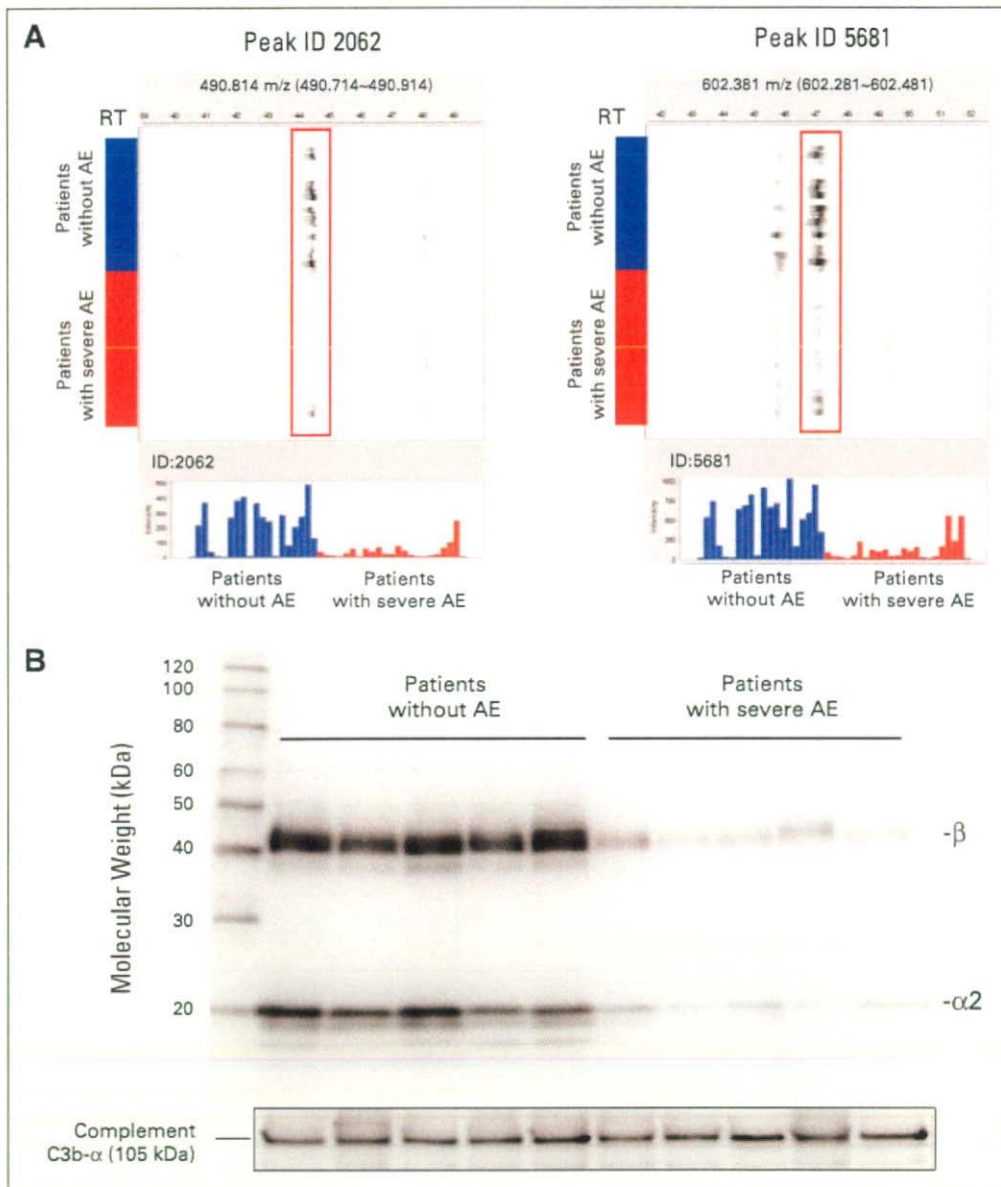 A
Peak ID 2062
490.814 m/z (490.714~490.914)
RT
Patients
without AE
Patients
with severe AE
ID:2062
Intensity
Patients
without AE
Patients
with severe AE
Peak ID 5681
602.381 m/z (602.281~602.481)
RT
Patients
without AE
Patients
with severe AE
ID:5681
Intensity
Patients
without AE
Patients
with severe AE
B
Molecular Weight (kDa)
120
100
80
60
50
40
30
20
Patients
without AE
Patients
with severe AE
-β
-α2
Complement
C3b-α (105 kDa)